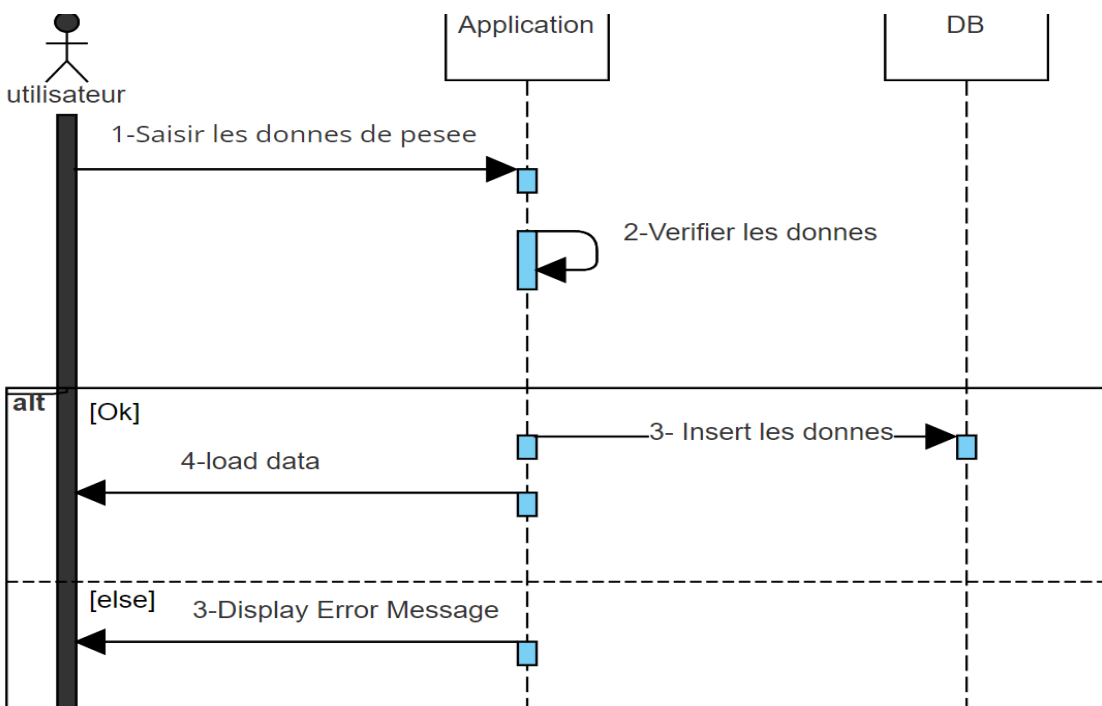 Application
DB
utilisateur
1-Saisir les donnes de pesee
2-Verifier les donnes
alt
[Ok]
3- Insert les donnes
4-load data
[else]
3-Display Error Message